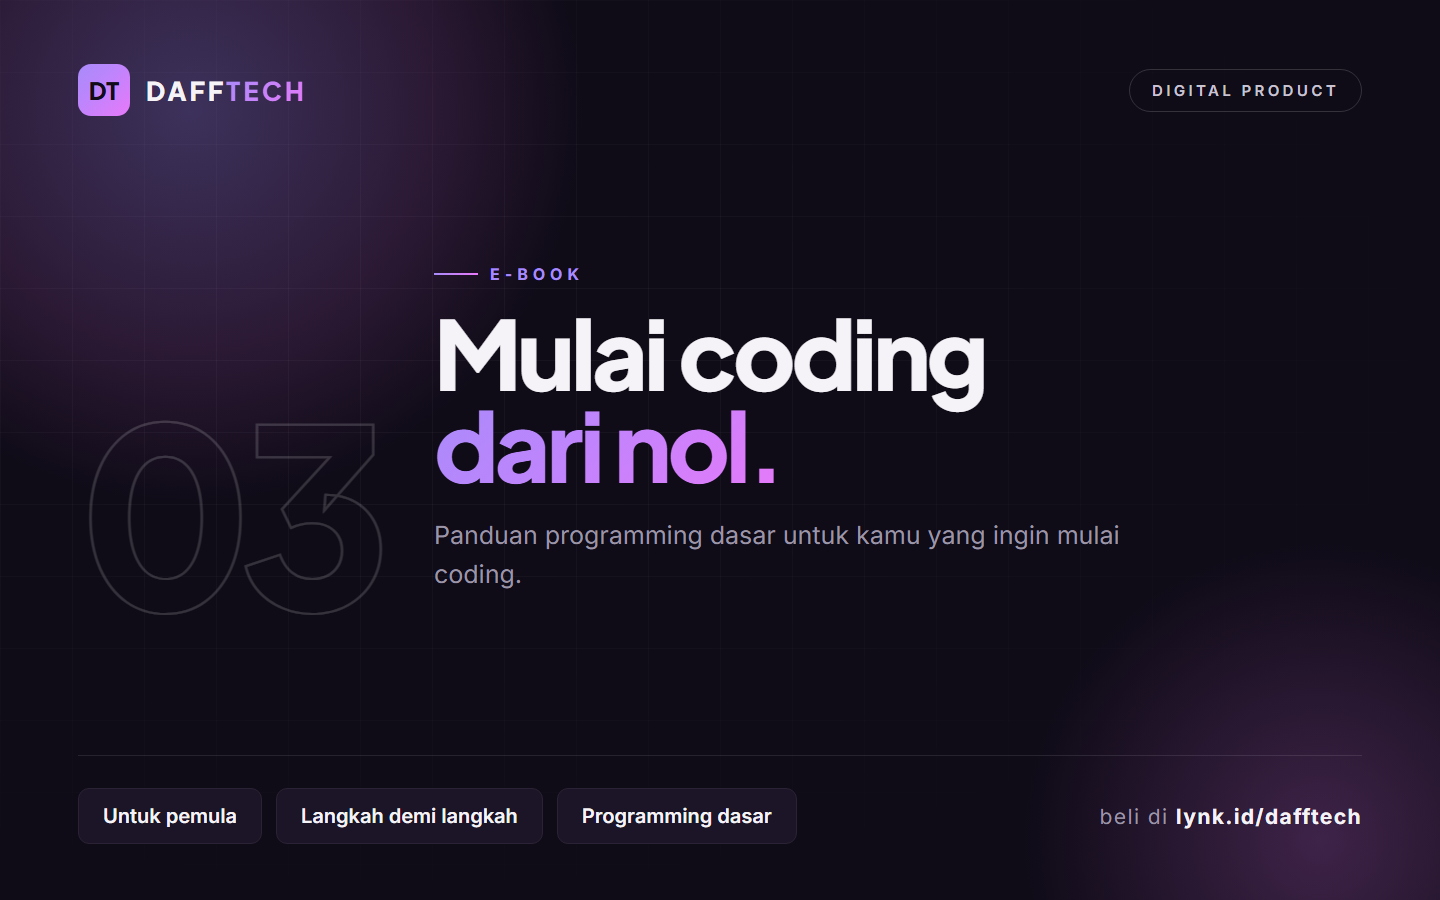 DT DAFFTECH
DIGITAL PRODUCT
E-BOOK
Mulai coding
dari nol.
03
Panduan programming dasar untuk kamu yang ingin mulai
coding.
Untuk pemula
Langkah demi langkah
Programming dasar
beli di lynk.id/dafftech